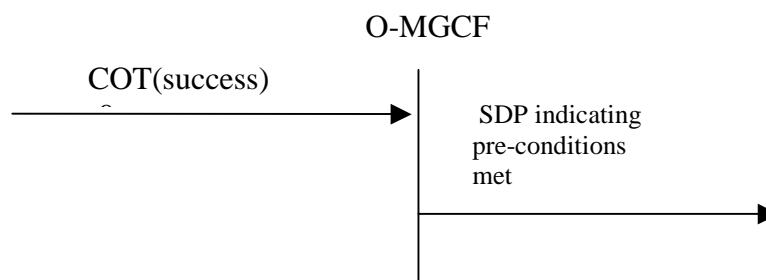 O-MGCF
COT(success)
SDP indicating
pre-conditions
met